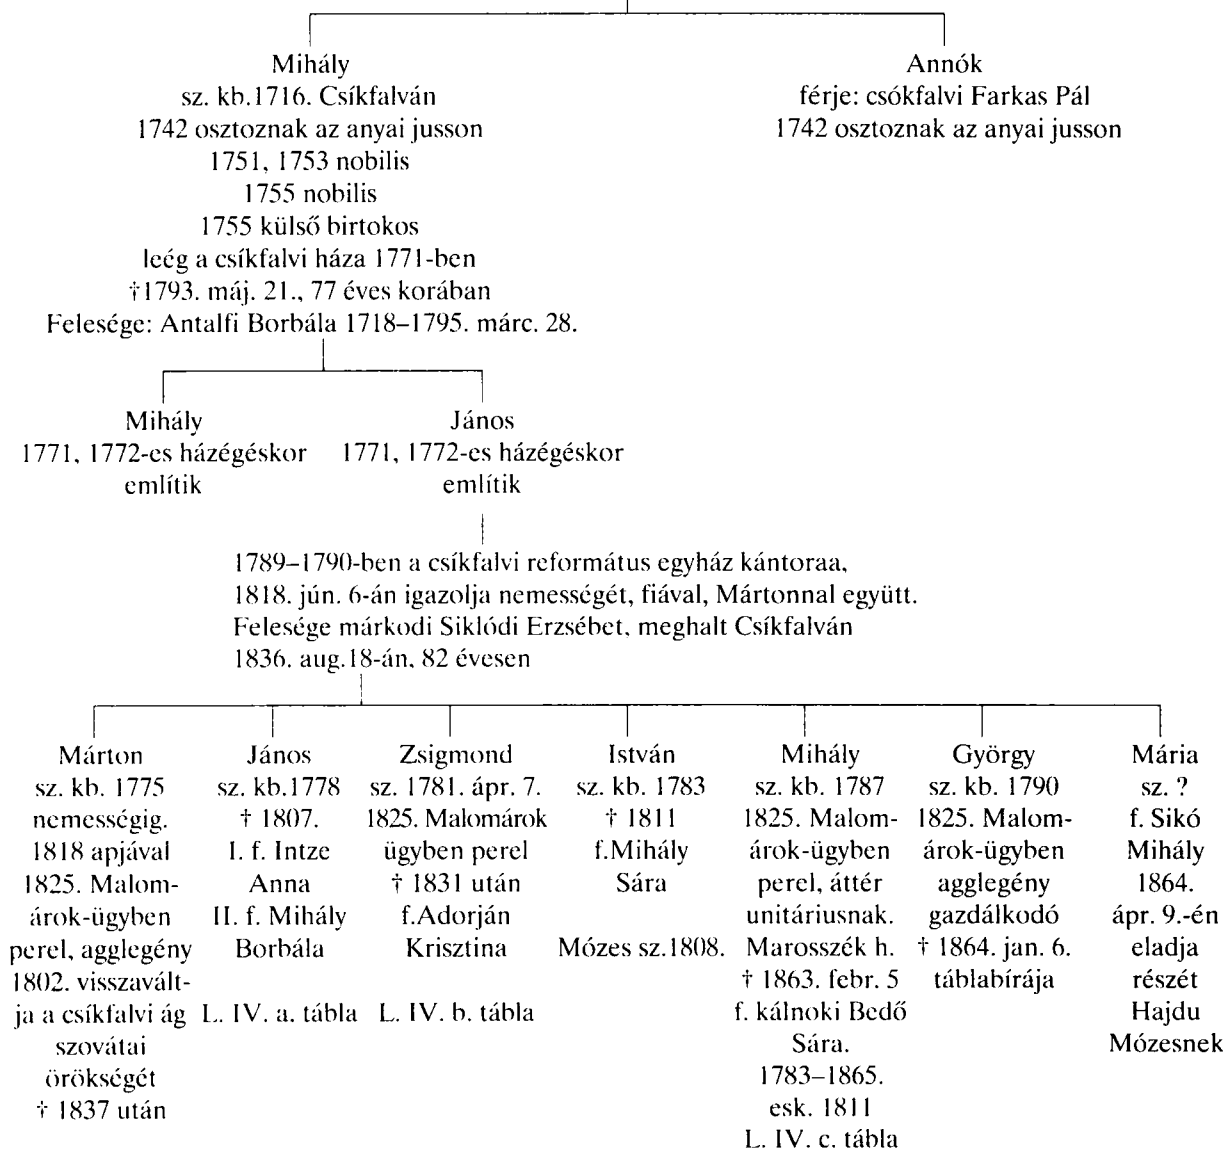 Mihály
sz. kb.1716. Csíkfalván
1742 osztoznak az anyai jusson
1751, 1753 nobilis
1755 nobilis
1755 külső birtokos
leég a csíkfalvi háza 1771-ben
†1793. máj. 21., 77 éves korában
Felesége: Antalfi Borbála 1718–1795. márc. 28.
Annók
férje: csókfalvi Farkas Pál
1742 osztoznak az anyai jusson
Mihály
1771, 1772-es házégéskor
említik
János
1771, 1772-es házégéskor
említik
1789–1790-ben a csíkfalvi református egyház kántoraa,
1818. jún. 6-án igazolja nemességét, fiával, Mártonnal együtt.
Felesége márkodi Siklódi Erzsébet, meghalt Csíkfalván
1836. aug.18-án, 82 évesen
Márton
sz. kb. 1775
nemességig.
1818 apjával
1825. Malom-
árok-ügyben
perel, agglegény
1802. visszavált-
ja a csíkfalvi ág
szovátai
örökségét
† 1837 után
János
sz. kb.1778
† 1807.
I. f. Intze
Anna
II. f. Mihály
Borbála
L. IV. a. tábla
Zsigmond
sz. 1781. ápr. 7.
1825. Malomárok
ügyben perel
† 1831 után
f.Adorján
Krisztina
L. IV. b. tábla
István
sz. kb. 1783
† 1811
f.Mihály
Sára
Mózes sz.1808.
Mihály
sz. kb. 1787
1825. Malom-
árok-ügyben
perel, áttér
unitáriusnak.
Marosszék h.
† 1863. febr. 5
f. kálnoki Bedő
Sára.
1783–1865.
esk. 1811
L. IV. c. tábla
György
sz. kb. 1790
1825. Malom-
árok-ügyben
agglegény
gazdálkodó
† 1864. jan. 6.
táblabírája
Mária
sz. ?
f. Sikó
Mihály
1864.
ápr. 9.-én
eladja
részét
Hajdu
Mózesnek